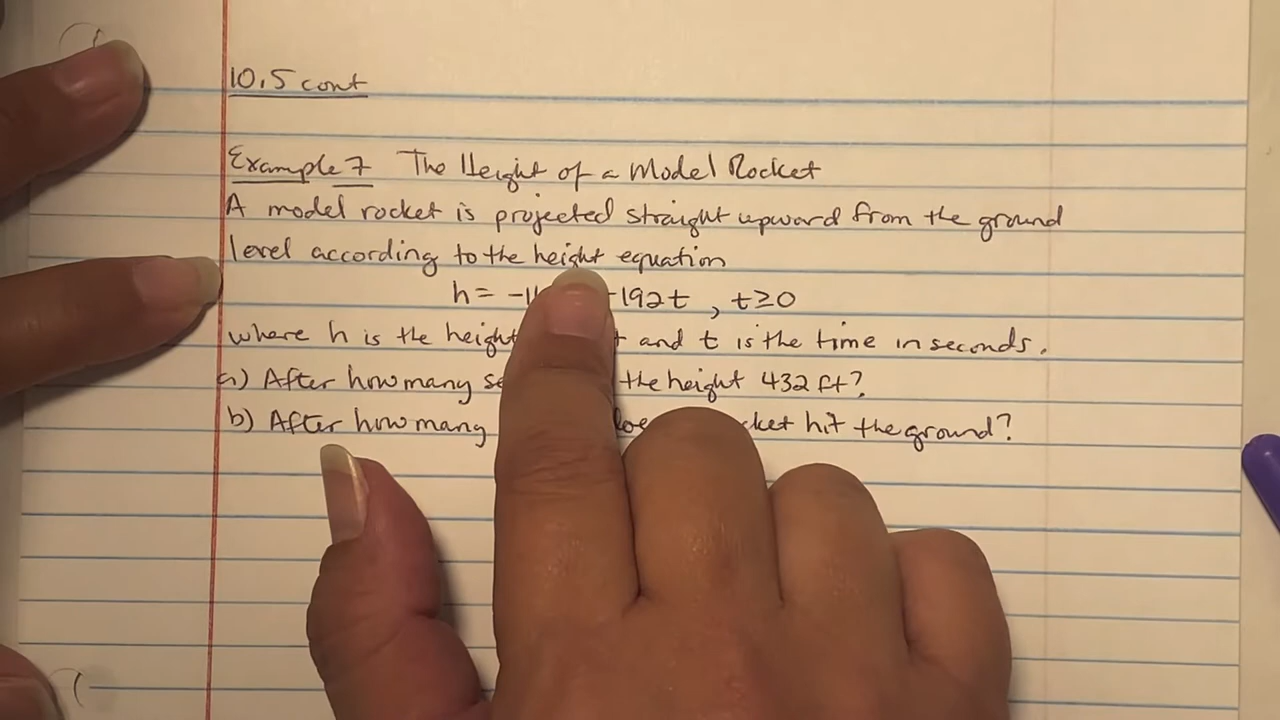 10.5 cont
Example 7 The Height of a Model Rocket
A model rocket is projected straight upward from the ground
level according to the height equation
h = -1 -192t , t≥0
where h is the height and t is the time in seconds.
a) After how many the height 432 ft?
b) After how many hit the ground?